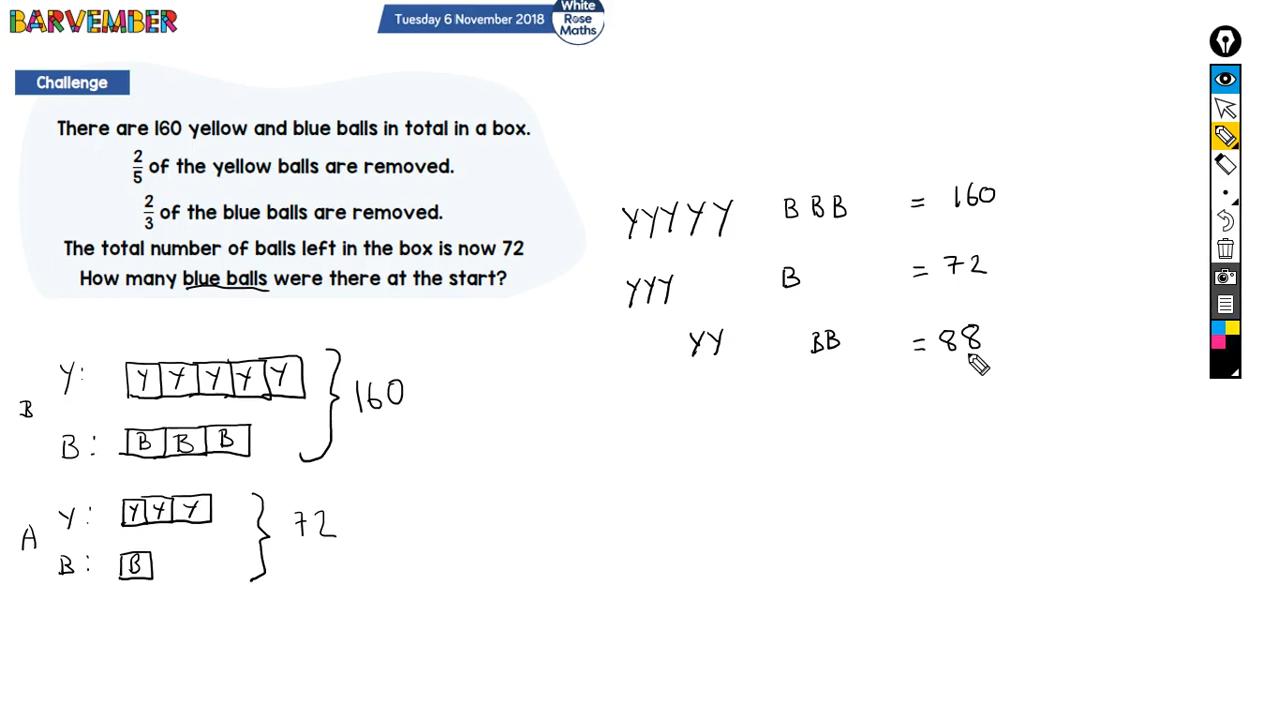 BARVEMBER
Tuesday 6 November 2018
White
Rose
Maths
Challenge
There are 160 yellow and blue balls in total in a box.
2/5 of the yellow balls are removed.
2/3 of the blue balls are removed.
The total number of balls left in the box is now 72
How many blue balls were there at the start?
YYYYY BBB = 160
YYY B = 72
YY BB = 88
B
Y: Y Y Y Y Y
B: B B B
160
A
Y: Y Y Y
B: B
72